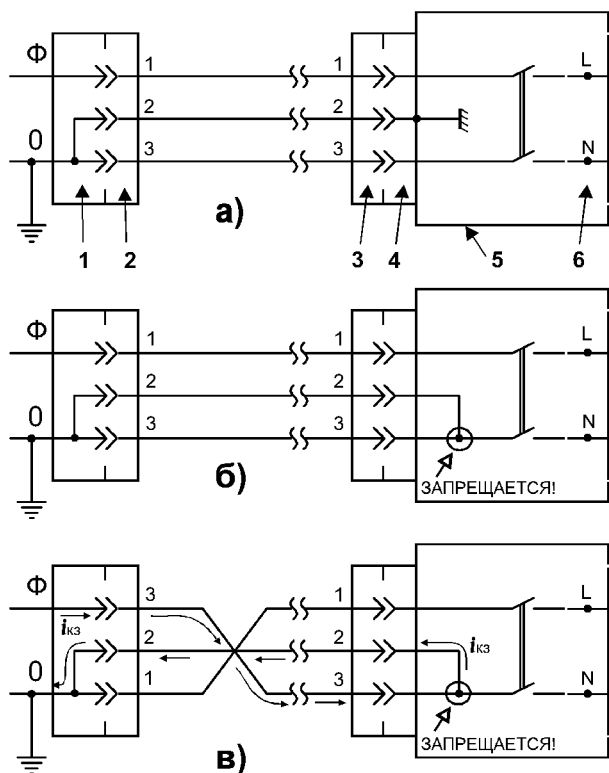 Ф 1 1 L
2 2
0 3 3 N
1 2 а) 3 4 5 6
Ф 1 1 L
2 2
0 3 3 N
б) ЗАПРЕЩАЕТСЯ!
Ф 3 1 L
iкз 2 2 iкз
0 1 3 N
в) ЗАПРЕЩАЕТСЯ!